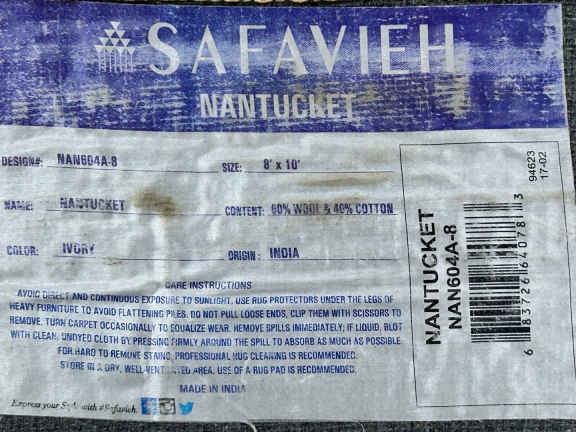 SAFAVIEH
NANTUCKET
DESIGN#: NAN604A-8 SIZE: 8' x 10'
NAME: NANTUCKET CONTENT: 60% WOOL & 40% COTTON
COLOR: IVORY ORIGIN: INDIA
CARE INSTRUCTIONS
AVOID DIRECT AND CONTINUOUS EXPOSURE TO SUNLIGHT. USE RUG PROTECTORS UNDER THE LEGS OF
HEAVY FURNITURE TO AVOID FLATTENING PILES. DO NOT PULL LOOSE ENDS, CLIP THEM WITH SCISSORS TO
REMOVE. TURN CARPET OCCASIONALLY TO EQUALIZE WEAR. REMOVE SPILLS IMMEDIATELY; IF LIQUID, BLOT
WITH CLEAN, UNDYED CLOTH BY PRESSING FIRMLY AROUND THE SPILL TO ABSORB AS MUCH AS POSSIBLE.
FOR HARD TO REMOVE STAINS, PROFESSIONAL RUG CLEANING IS RECOMMENDED.
STORE IN A DRY, WELL-VENTILATED AREA. USE OF A RUG PAD IS RECOMMENDED.
MADE IN INDIA
Express your with #Safavieh.
NANTUCKET
NAN604A-8
6 83726 64078 3
94623
17-02